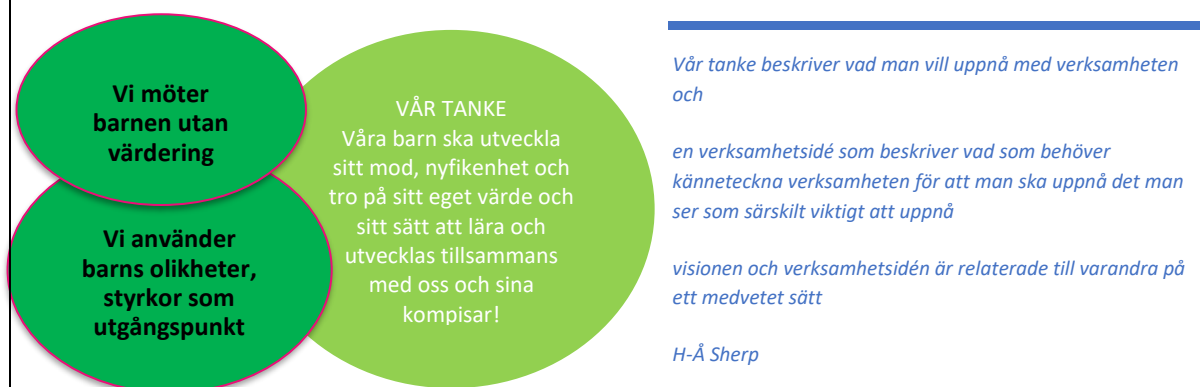 Vi möter
barnen utan
värdering
Vi använder
barns olikheter,
styrkor som
utgångspunkt
VÅR TANKE
Våra barn ska utveckla
sitt mod, nyfikenhet och
tro på sitt eget värde och
sitt sätt att lära och
utvecklas tillsammans
med oss och sina
kompisar!
Vår tanke beskriver vad man vill uppnå med verksamheten
och
en verksamhetsidé som beskriver vad som behöver
känneteckna verksamheten för att man ska uppnå det man
ser som särskilt viktigt att uppnå
visionen och verksamhetsidén är relaterade till varandra på
ett medvetet sätt
H-Å Sherp